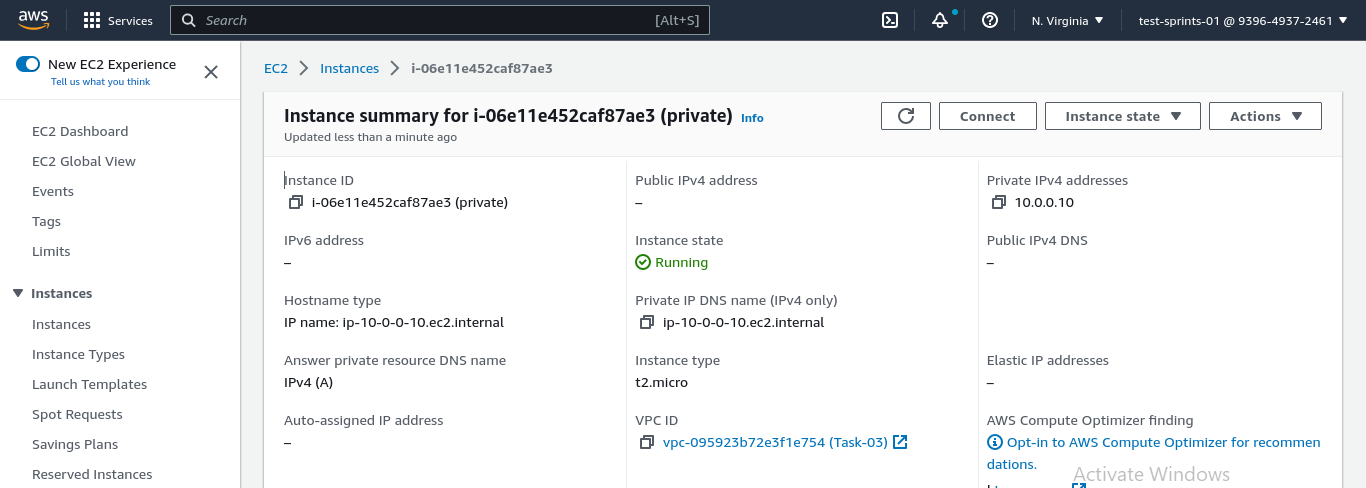 aws
Services
Search
[Alt+S]
N. Virginia
test-sprints-01 @ 9396-4937-2461
New EC2 Experience
Tell us what you think
EC2 Dashboard
EC2 Global View
Events
Tags
Limits
Instances
Instances
Instance Types
Launch Templates
Spot Requests
Savings Plans
Reserved Instances
EC2
Instances
i-06e11e452caf87ae3
Instance summary for i-06e11e452caf87ae3 (private) Info
Updated less than a minute ago
Connect
Instance state
Actions
Instance ID
i-06e11e452caf87ae3 (private)
Public IPv4 address
–
Private IPv4 addresses
10.0.0.10
IPv6 address
–
Instance state
Running
Public IPv4 DNS
–
Hostname type
IP name: ip-10-0-0-10.ec2.internal
Private IP DNS name (IPv4 only)
ip-10-0-0-10.ec2.internal
Answer private resource DNS name
IPv4 (A)
Instance type
t2.micro
Elastic IP addresses
–
Auto-assigned IP address
–
VPC ID
vpc-095923b72e3f1e754 (Task-03)
AWS Compute Optimizer finding
Opt-in to AWS Compute Optimizer for recommen
dations.
Activate Windows